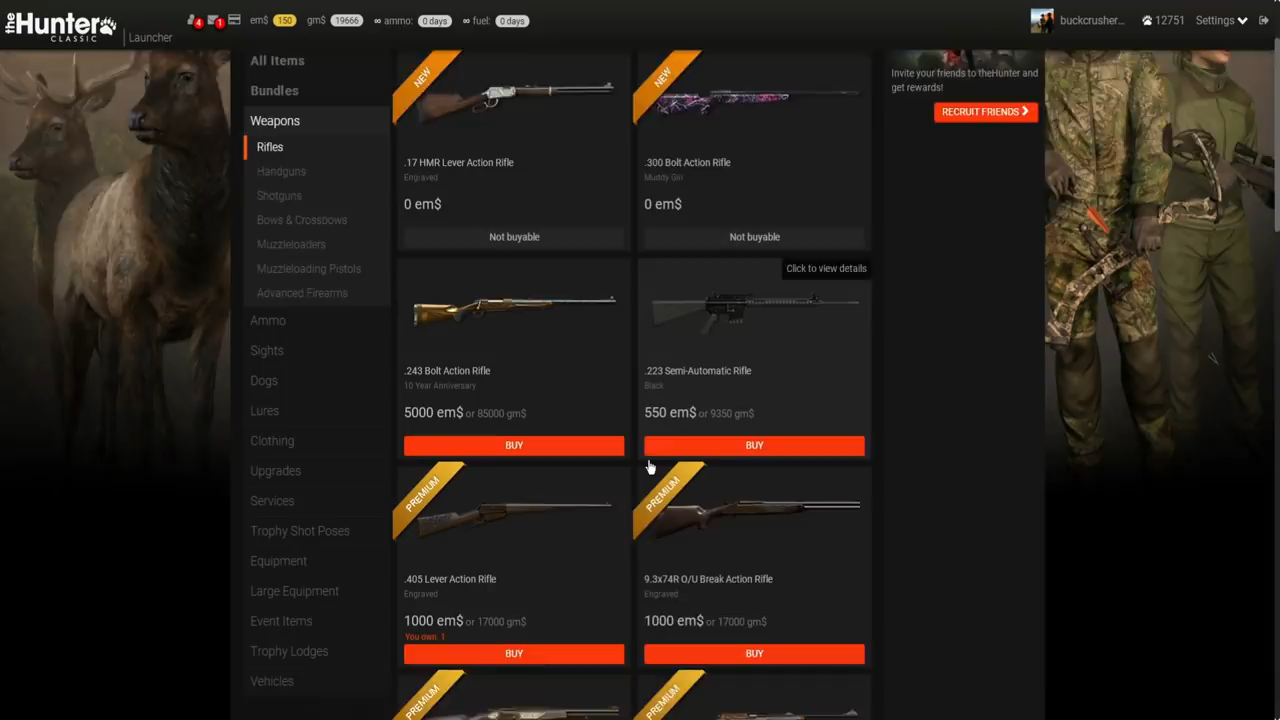 theHunter
CLASSIC
Launcher
4
1
em$ 150
gm$ 19666
∞ ammo: 0 days
∞ fuel: 0 days
buckcrusher...
12751
Settings
All Items
Bundles
Weapons
Rifles
Handguns
Shotguns
Bows & Crossbows
Muzzleloaders
Muzzleloading Pistols
Advanced Firearms
Ammo
Sights
Dogs
Lures
Clothing
Upgrades
Services
Trophy Shot Poses
Equipment
Large Equipment
Event Items
Trophy Lodges
Vehicles
NEW
.17 HMR Lever Action Rifle
Engraved
0 em$
Not buyable
NEW
.300 Bolt Action Rifle
Muddy Girl
0 em$
Not buyable
.243 Bolt Action Rifle
10 Year Anniversary
5000 em$ or 85000 gm$
BUY
Click to view details
.223 Semi-Automatic Rifle
Black
550 em$ or 9350 gm$
BUY
PREMIUM
.405 Lever Action Rifle
Engraved
1000 em$ or 17000 gm$
You own: 1
BUY
PREMIUM
9.3x74R O/U Break Action Rifle
Engraved
1000 em$ or 17000 gm$
BUY
PREMIUM
PREMIUM
Invite your friends to theHunter and
get rewards!
RECRUIT FRIENDS